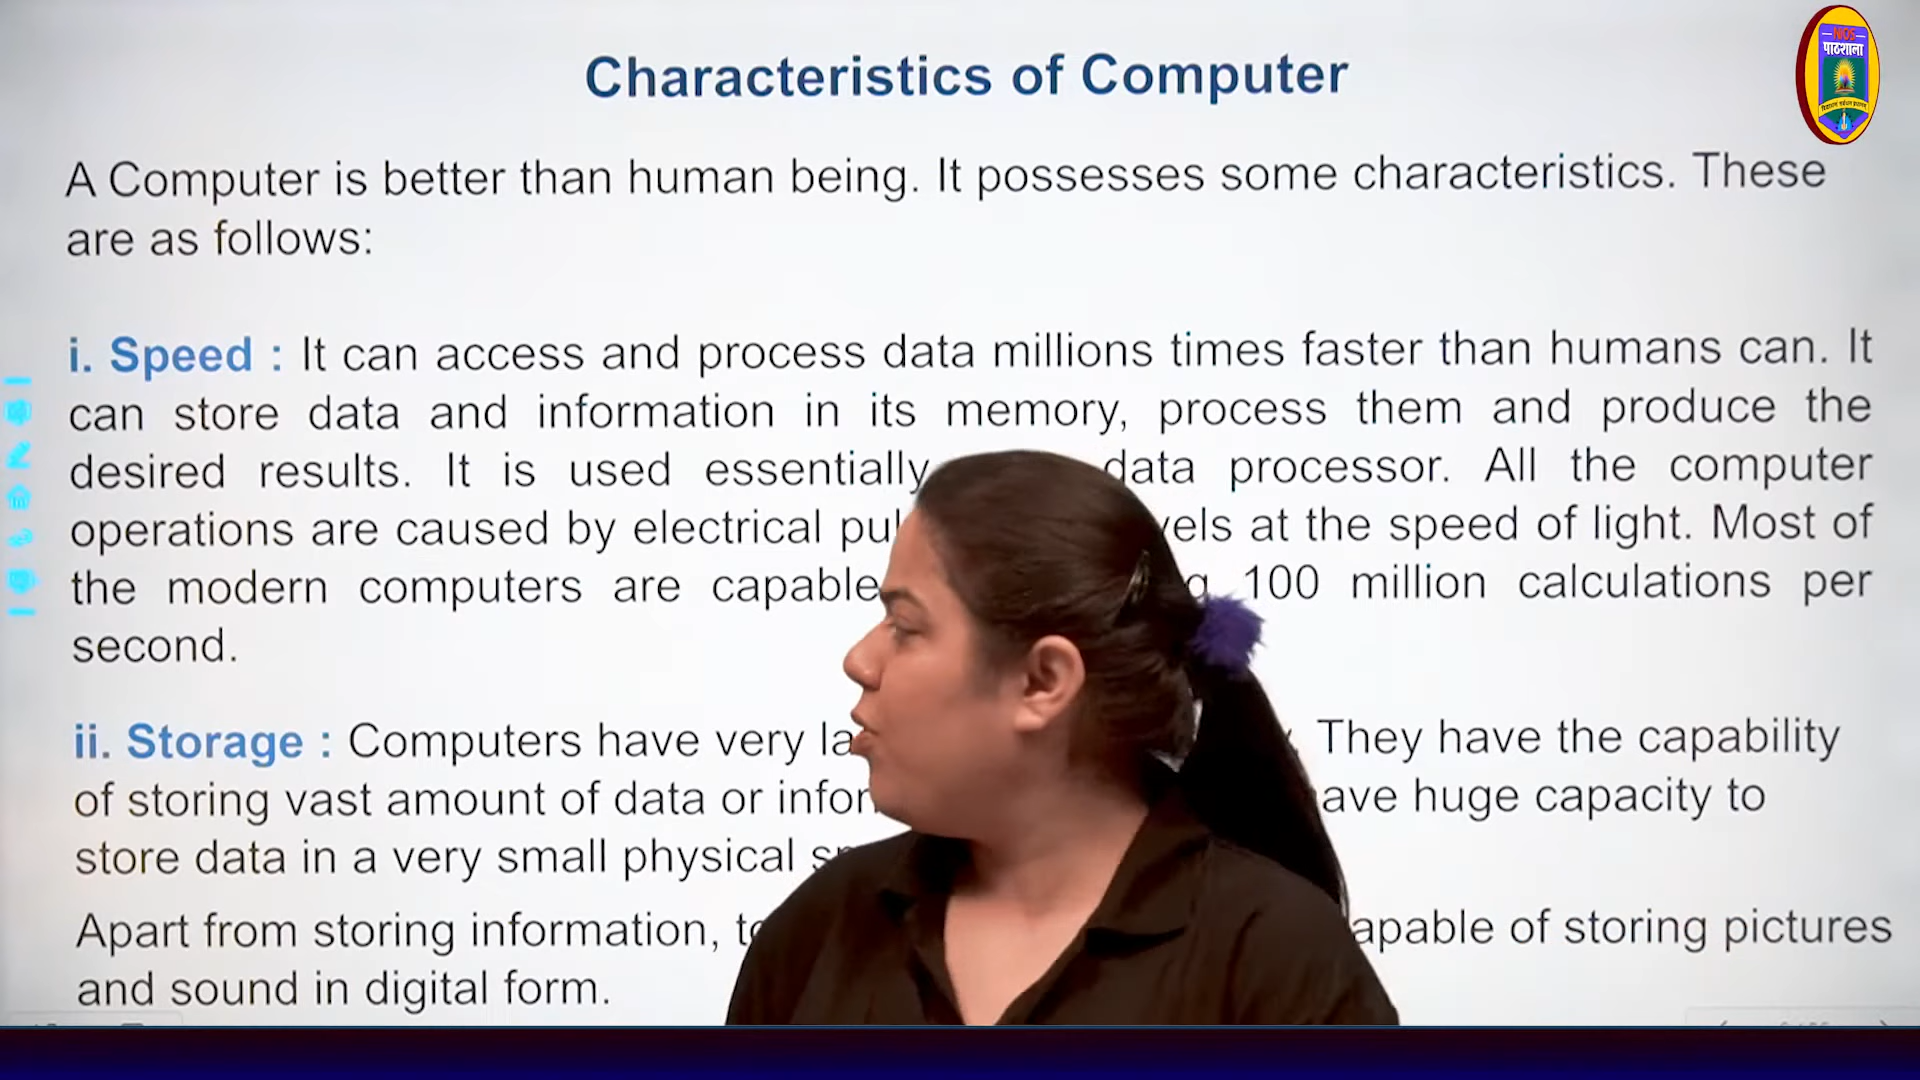 Characteristics of Computer
NIOS
पाठशाला
A Computer is better than human being. It possesses some characteristics. These
are as follows:
i. Speed : It can access and process data millions times faster than humans can. It
can store data and information in its memory, process them and produce the
desired results. It is used essentially data processor. All the computer
operations are caused by electrical at the speed of light. Most of
the modern computers are capable 100 million calculations per
second.
ii. Storage : Computers have very They have the capability
of storing vast amount of data or huge capacity to
store data in a very small physical
Apart from storing information, of storing pictures
and sound in digital form.